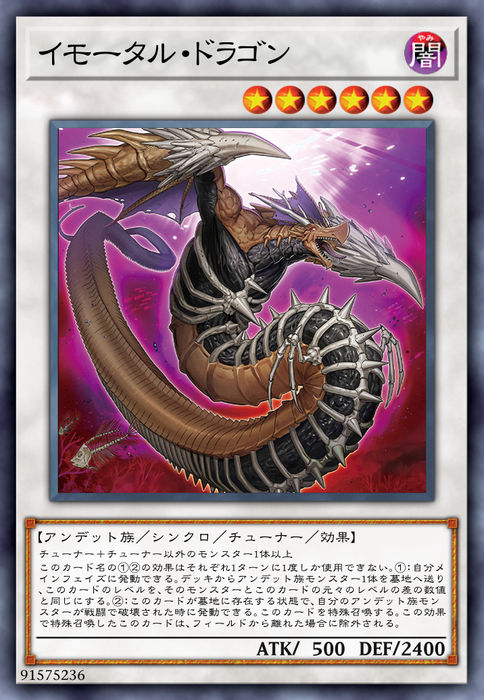 イモータル・ドラゴン
やみ
闇
【アンデット族／シンクロ／チューナー／効果】
チューナー＋チューナー以外のモンスター1体以上
このカード名の①②の効果はそれぞれ1ターンに1度しか使用できない。①：自分メ
インフェイズに発動できる。デッキからアンデット族モンスター1体を墓地へ送り
、このカードのレベルを、そのモンスターとこのカードの元々のレベルの差の数値
と同じにする。②：このカードが墓地に存在する状態で、自分のアンデット族モン
スターが戦闘で破壊された時に発動できる。このカードを特殊召喚する。この効果
で特殊召喚したこのカードは、フィールドから離れた場合に除外される。
ATK/ 500 DEF/2400
91575236